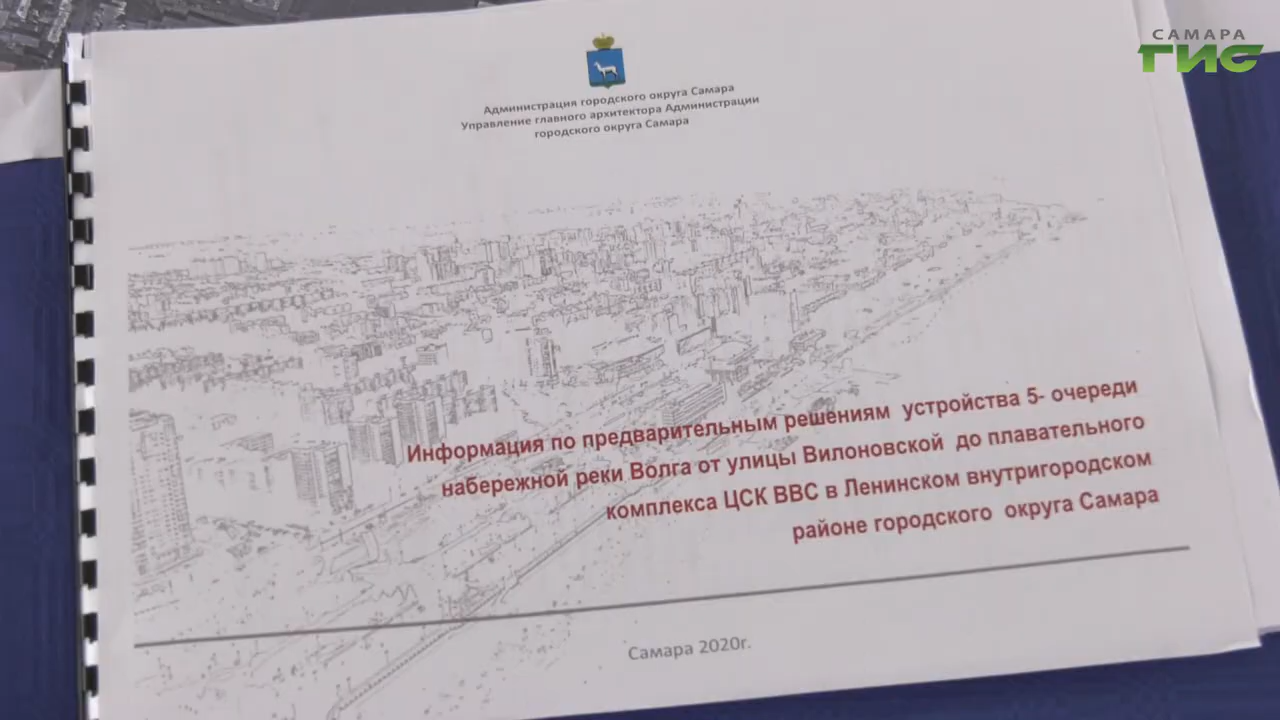 САМАРА
ГИС
Администрация городского округа Самара
Управление главного архитектора Администрации
городского округа Самара
Информация по предварительным решениям устройства 5- очереди
набережной реки Волга от улицы Вилоновской до плавательного
комплекса ЦСК ВВС в Ленинском внутригородском
районе городского округа Самара
Самара 2020г.